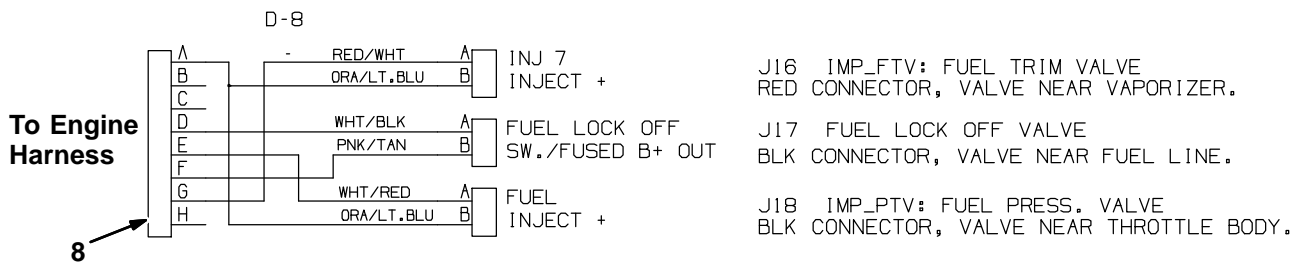 D-8
A - RED/WHT A INJ 7
B ORA/LT.BLU B INJECT +
C
D WHT/BLK A FUEL LOCK OFF
E PNK/TAN B SW./FUSED B+ OUT
F
G WHT/RED A FUEL
H ORA/LT.BLU B INJECT +
To Engine
Harness
8
J16 IMP_FTV: FUEL TRIM VALVE
RED CONNECTOR, VALVE NEAR VAPORIZER.
J17 FUEL LOCK OFF VALVE
BLK CONNECTOR, VALVE NEAR FUEL LINE.
J18 IMP_PTV: FUEL PRESS. VALVE
BLK CONNECTOR, VALVE NEAR THROTTLE BODY.